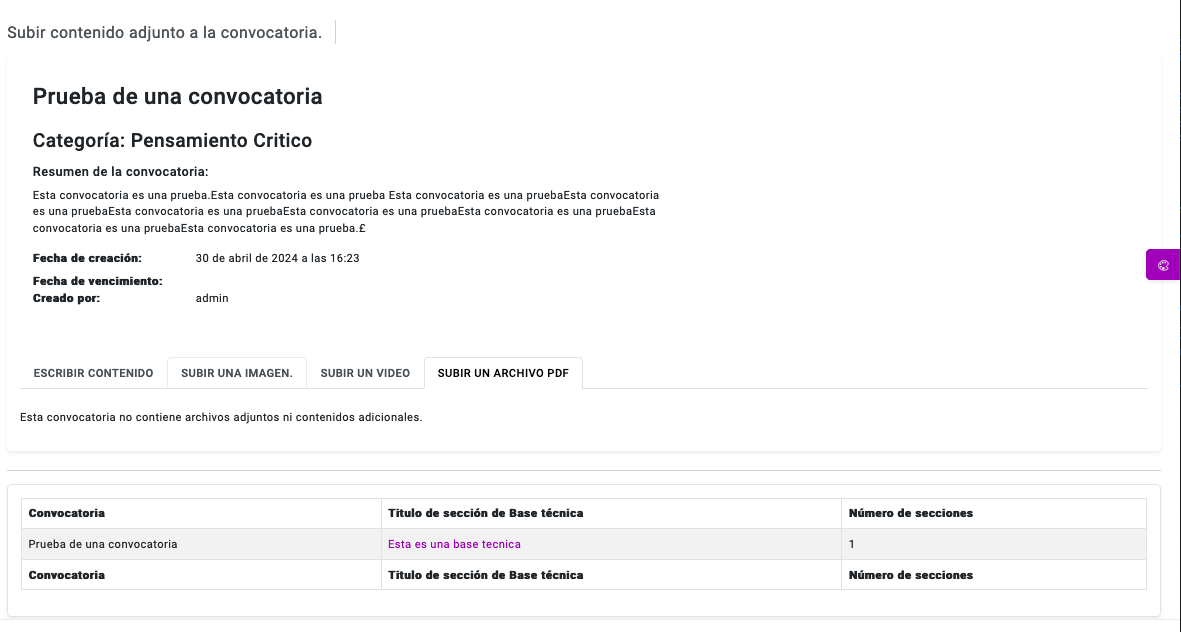 Subir contenido adjunto a la convocatoria.
Prueba de una convocatoria
Categoría: Pensamiento Critico
Resumen de la convocatoria:
Esta convocatoria es una prueba.Esta convocatoria es una prueba Esta convocatoria es una pruebaEsta convocatoria
es una pruebaEsta convocatoria es una pruebaEsta convocatoria es una pruebaEsta convocatoria es una pruebaEsta
convocatoria es una pruebaEsta convocatoria es una prueba.£
Fecha de creación: 30 de abril de 2024 a las 16:23
Fecha de vencimiento:
Creado por: admin
ESCRIBIR CONTENIDO SUBIR UNA IMAGEN. SUBIR UN VIDEO SUBIR UN ARCHIVO PDF
Esta convocatoria no contiene archivos adjuntos ni contenidos adicionales.
Convocatoria Título de sección de Base técnica Número de secciones
Prueba de una convocatoria Esta es una base tecnica 1
Convocatoria Título de sección de Base técnica Número de secciones